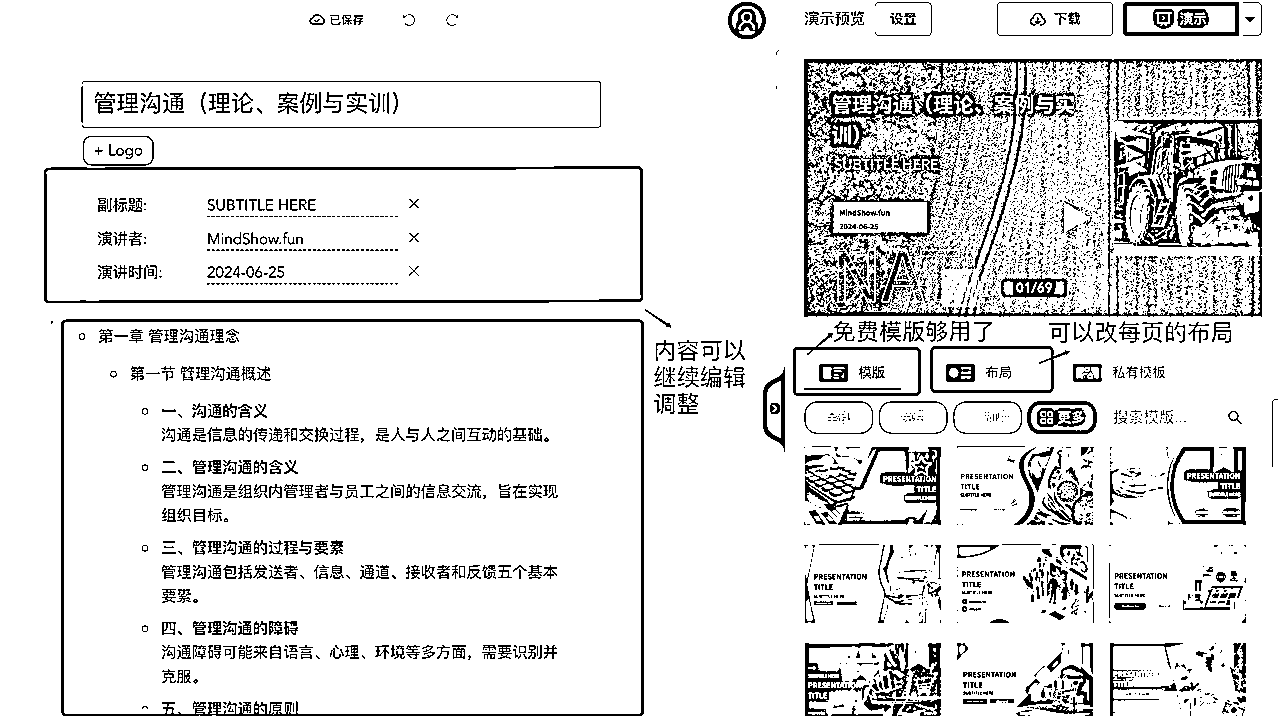 已保存
管理沟通（理论、案例与实训）
+ Logo
副标题: SUBTITLE HERE
演讲者: MindShow.fun
演讲时间: 2024-06-25
第一章 管理沟通理念
第一节 管理沟通概述
一、沟通的含义
沟通是信息的传递和交换过程，是人与人之间互动的基础。
二、管理沟通的含义
管理沟通是组织内管理者与员工之间的信息交流，旨在实现
组织目标。
三、管理沟通的过程与要素
管理沟通包括发送者、信息、通道、接收者和反馈五个基本
要素。
四、管理沟通的障碍
沟通障碍可能来自语言、心理、环境等多方面，需要识别并
克服。
五、管理沟通的原则
内容可以
继续编辑
调整
演示预览 设置 下载 演示
管理沟通（理论、案例与实
训）
SUBTITLE HERE
MindShow.fun
2024-06-25
NA
01/69
免费模版够用了 可以改每页的布局
模版 布局 私有模板
更多 搜索模版...
PRESENTATION
TITLE
PRESENTATION
TITLE
SUBTITLE HERE
PRESENTATION
TITLE
PRESENTATION
TITLE
SUBTITLE HERE
PRESENTATION
TITLE
SUBTITLE HERE
PRESENTATION
TITLE
SUBTITLE HERE
PRESENTATION
TITLE
PRESENTATION
TITLE
SUBTITLE HERE